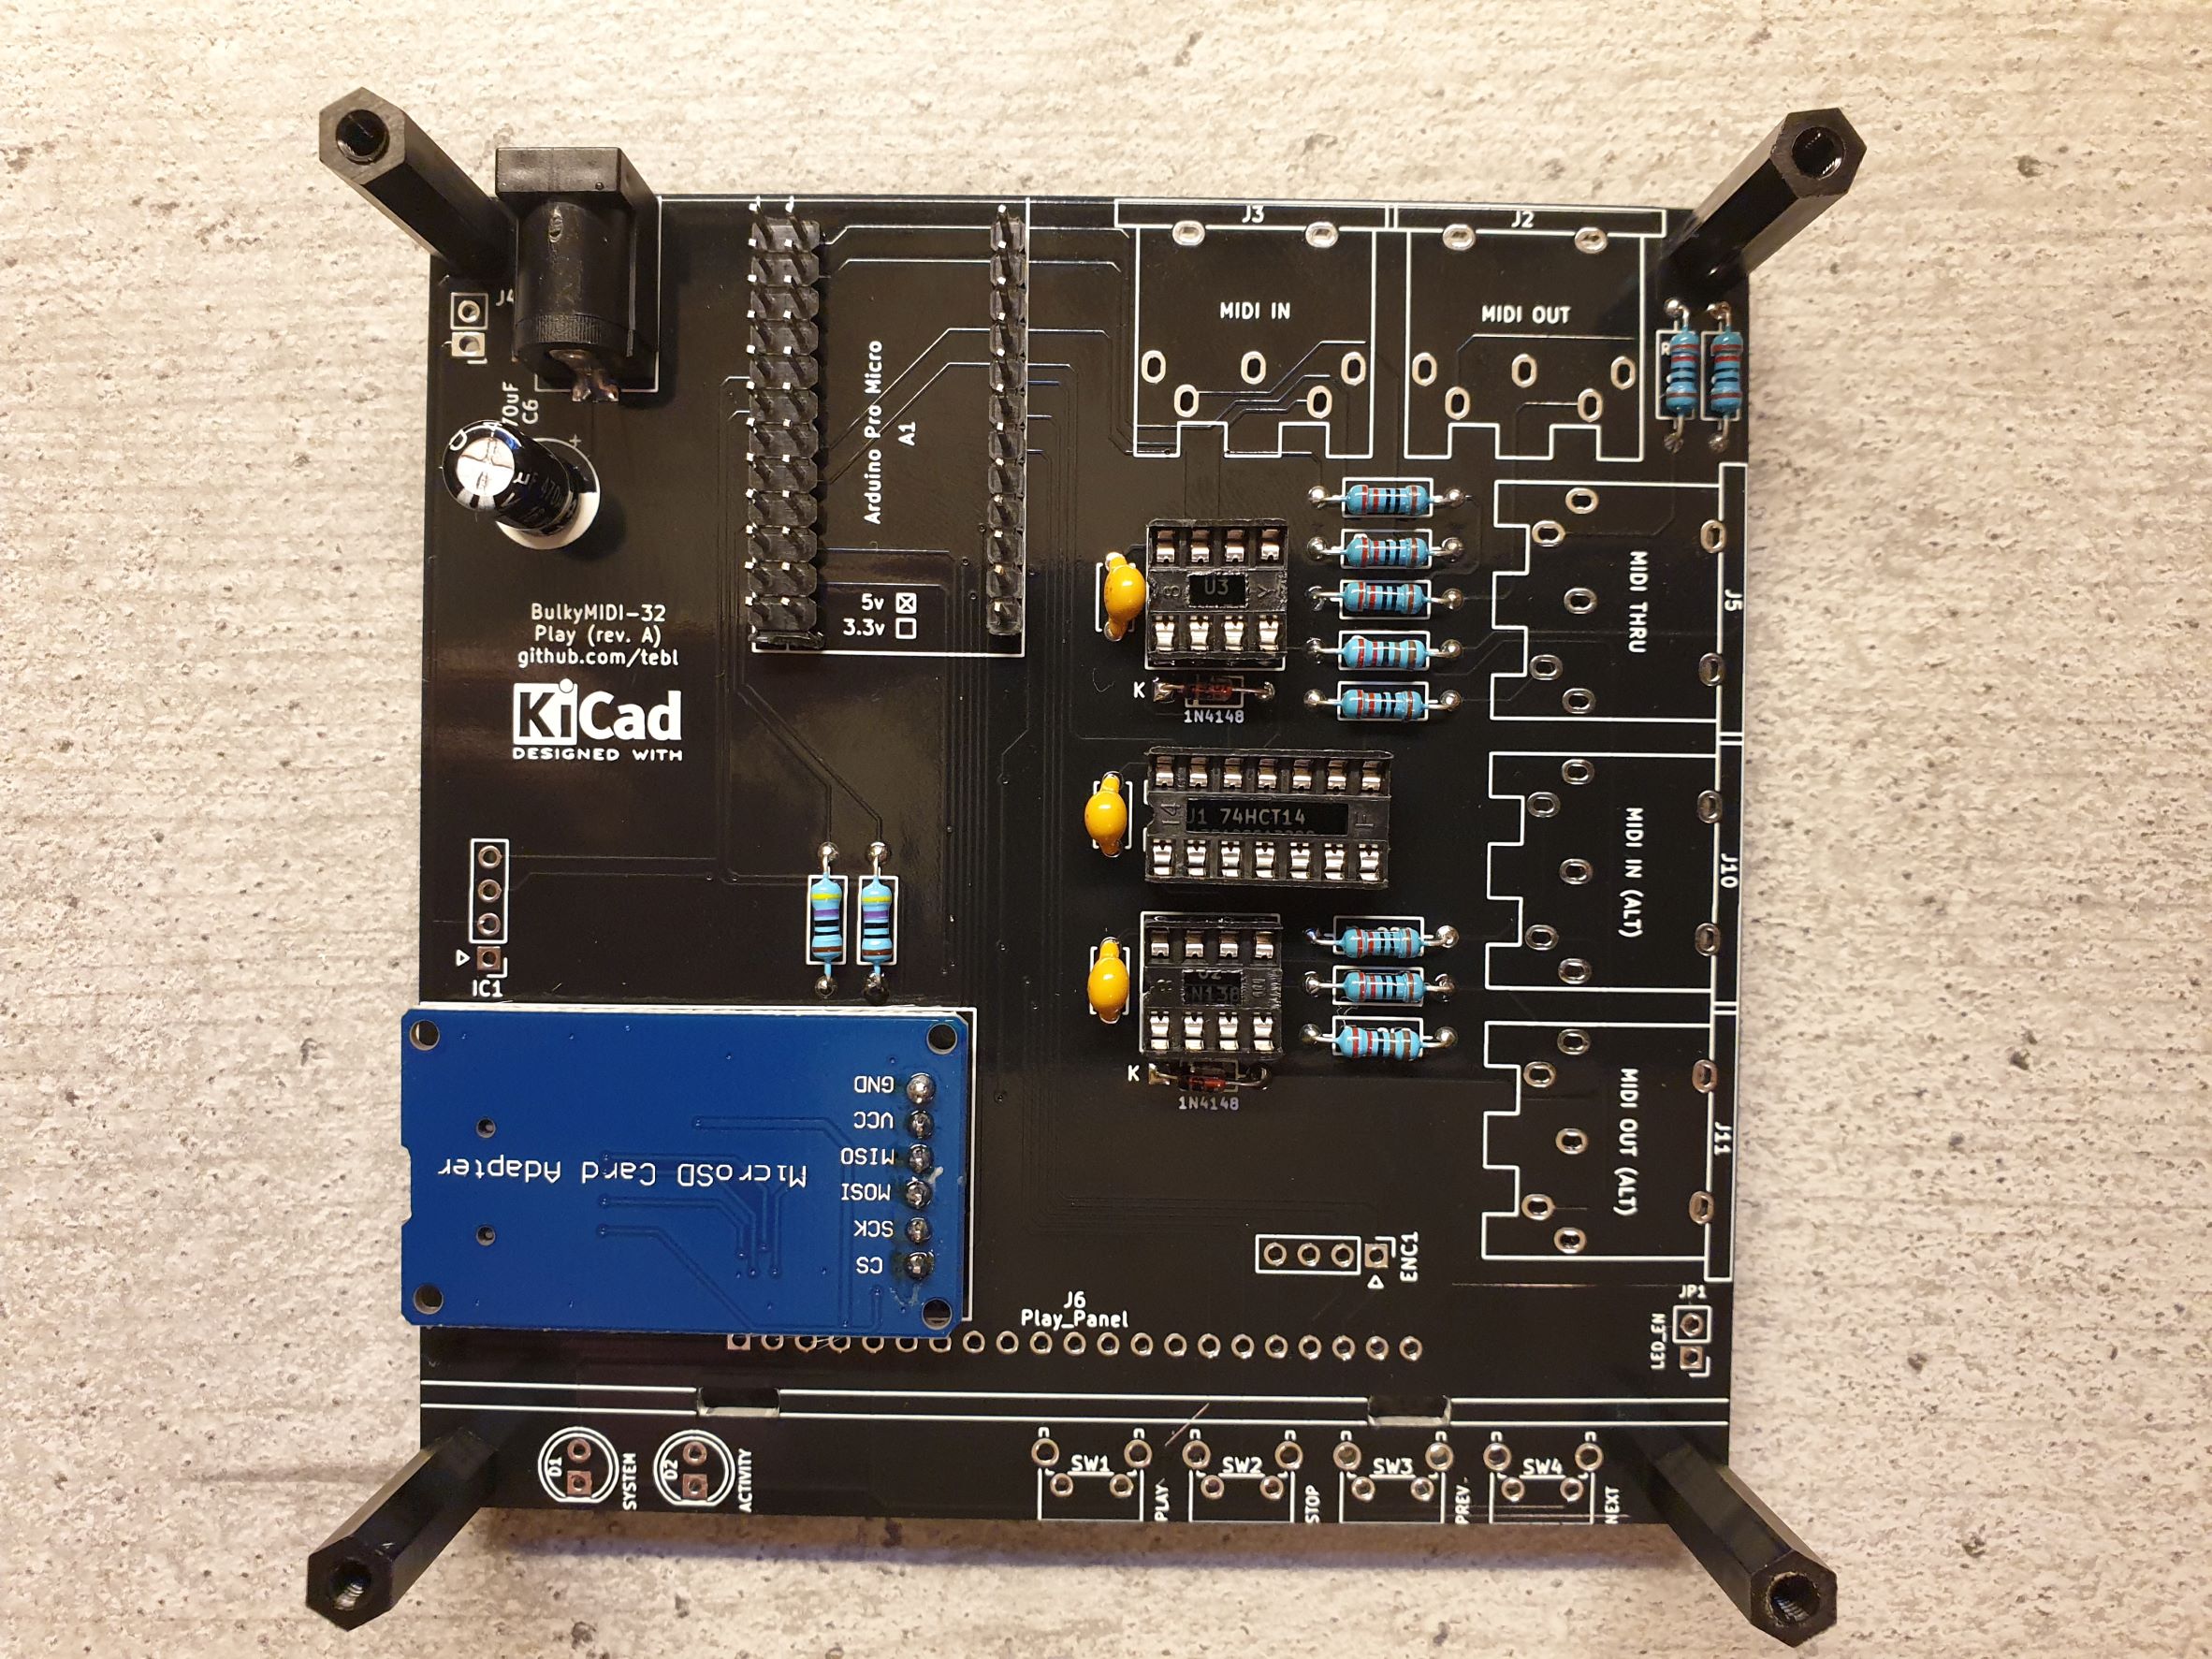 J3
J2
MIDI IN
MIDI OUT
J4
70uF
C6
+
Arduino Pro Micro
A1
5v
3.3v
BulkyMIDI-32
Play (rev. A)
github.com/tebl
KiCad
DESIGNED WITH
U3
K
1N4148
J1 74HCT14
14
K
1N4148
MIDI THRU
J5
MIDI IN (ALT)
J10
MIDI OUT (ALT)
J11
IC1
GND
VCC
MISO
MOSI
SCK
CS
MicroSD Card Adapter
ENC1
J6
Play_Panel
JP1
LED_EN
D1
SYSTEM
D2
ACTIVITY
SW1
PLAY
SW2
STOP
SW3
PREV
SW4
NEXT